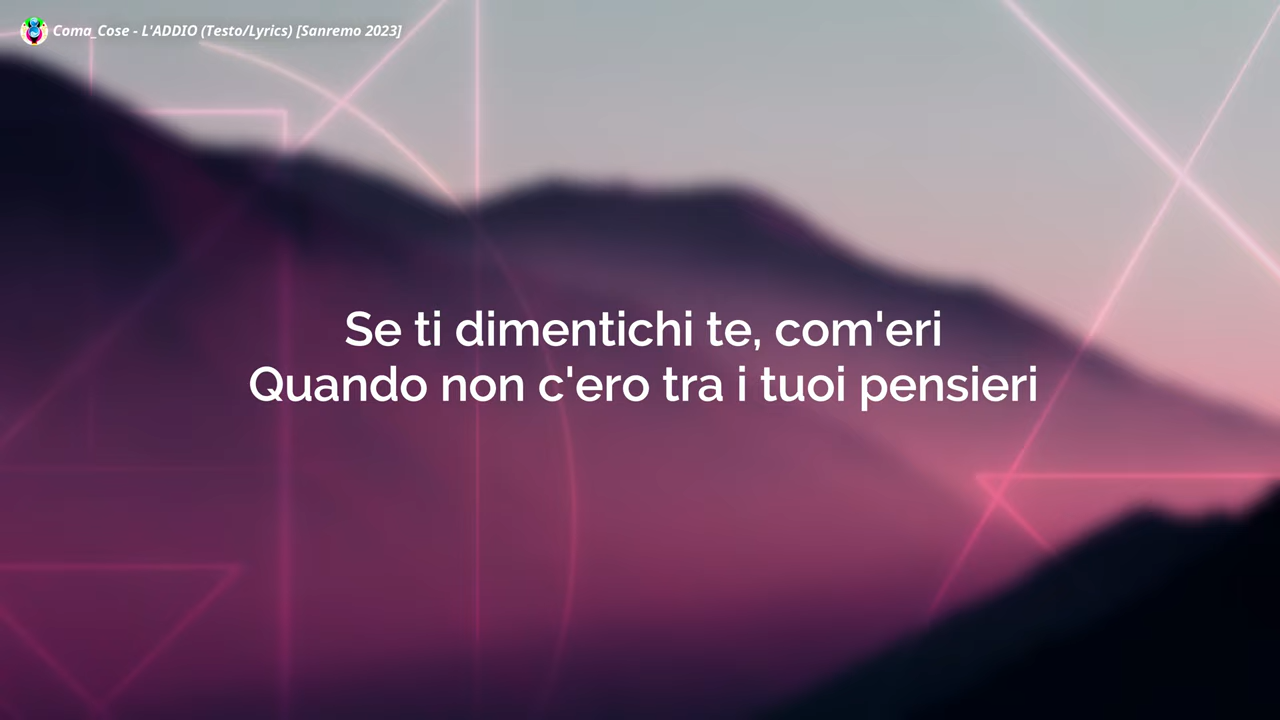 Coma_Cose - L'ADDIO (Testo/Lyrics) [Sanremo 2023]
Se ti dimentichi te, com'eri
Quando non c'ero tra i tuoi pensieri